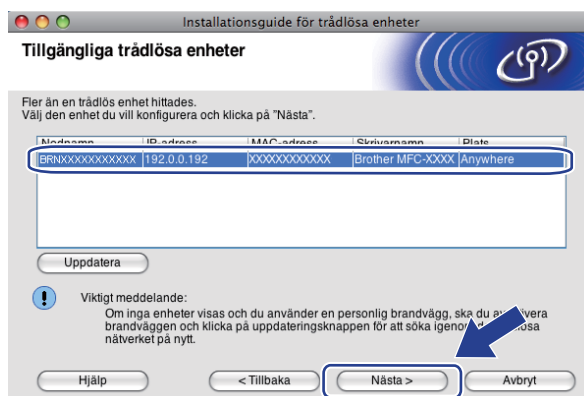 Installationsguide för trådlösa enheter
Tillgängliga trådlösa enheter
Fler än en trådlös enhet hittades.
Välj den enhet du vill konfigurera och klicka på "Nästa".
Nodnamn IP-adress MAC-adress Skrivarnamn Plats
BRNXXXXXXXXXXX 192.0.0.192 XXXXXXXXXXXX Brother MFC-XXXX Anywhere
Uppdatera
Viktigt meddelande:
Om inga enheter visas och du använder en personlig brandvägg, ska du
brandväggen och klicka på uppdateringsknappen för att söka
nätverket på nytt.
Hjälp < Tillbaka Nästa > Avbryt